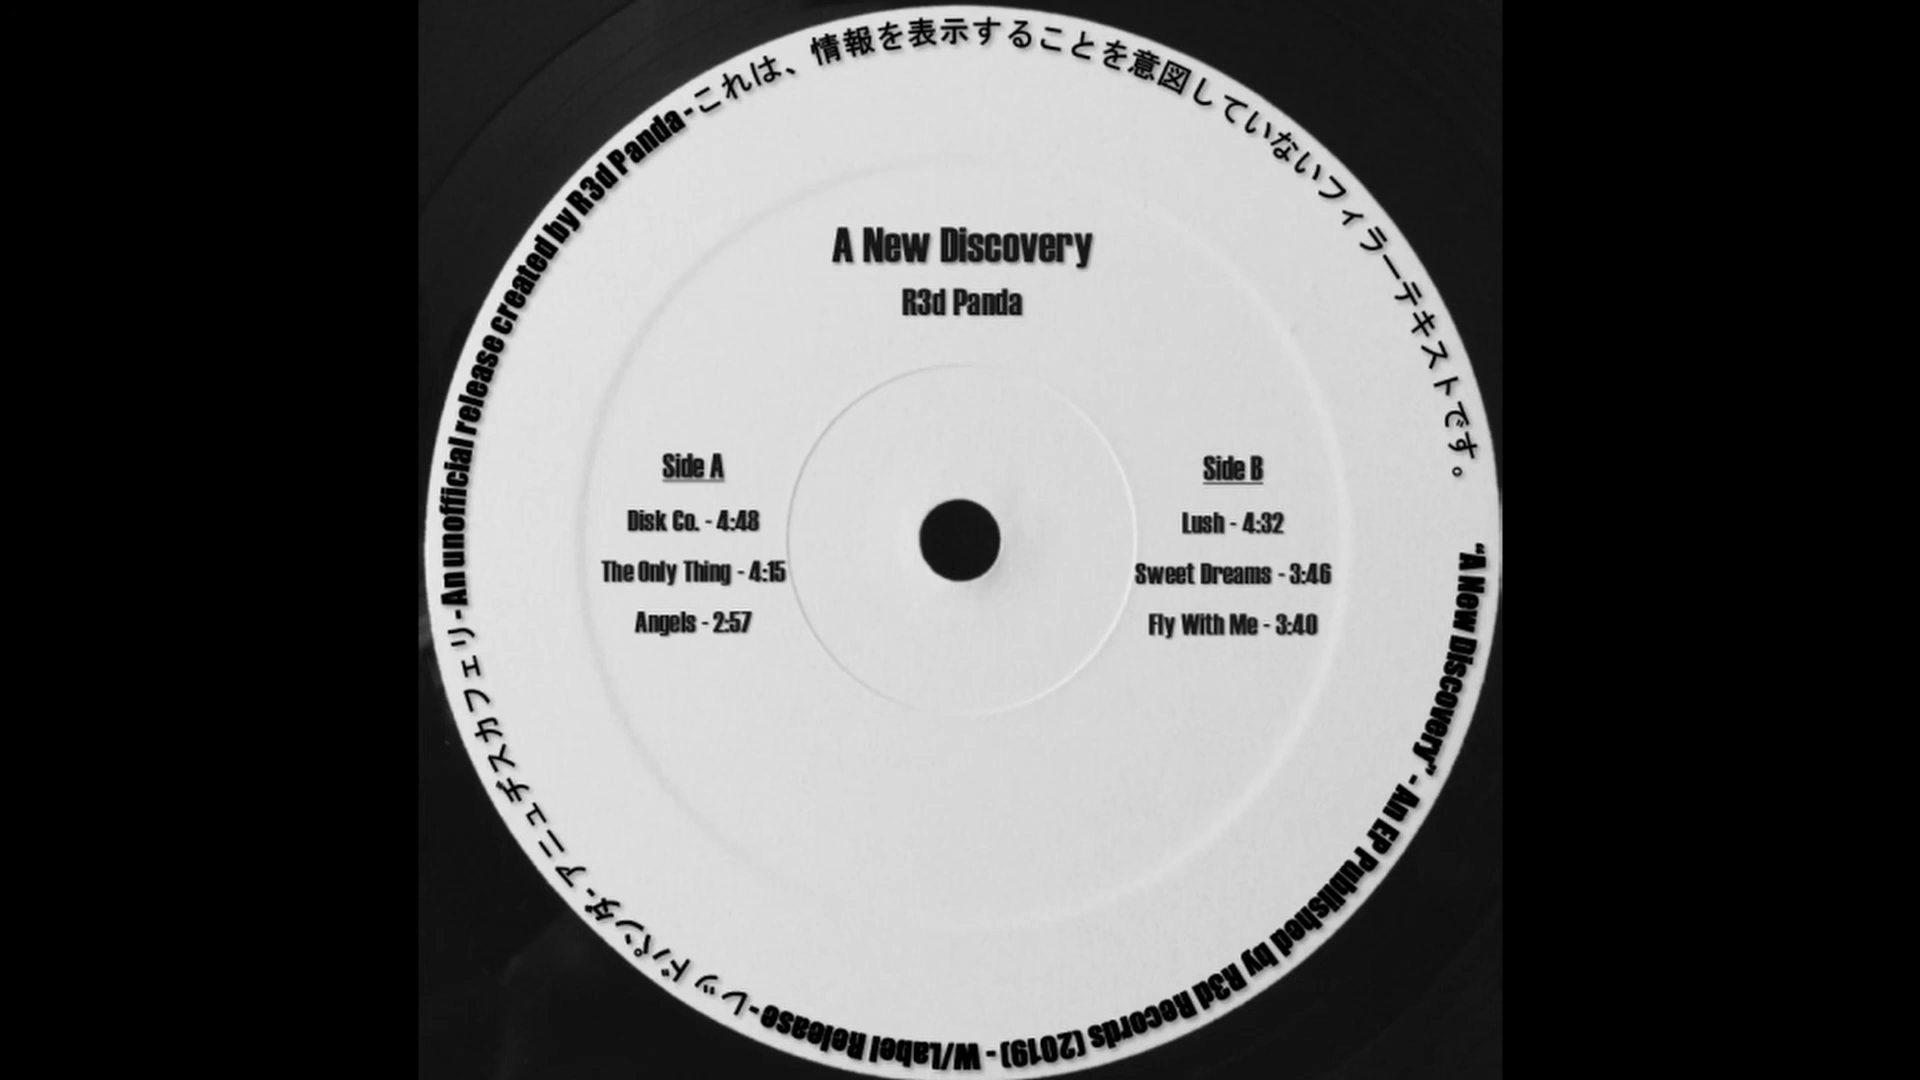 A New Discovery
R3d Panda
Side A
Disk Co. - 4:48
The Only Thing - 4:15
Angels - 2:57
Side B
Lush - 4:32
Sweet Dreams - 3:46
Fly With Me - 3:40
“A New Discovery” - An EP Published by R3d Records (2019) - W/Label Release - レッドパンダ - アニュヂスカフェリ - An unofficial release created by R3d Panda - これは、情報を表示することを意図していないフィラーテキストです。